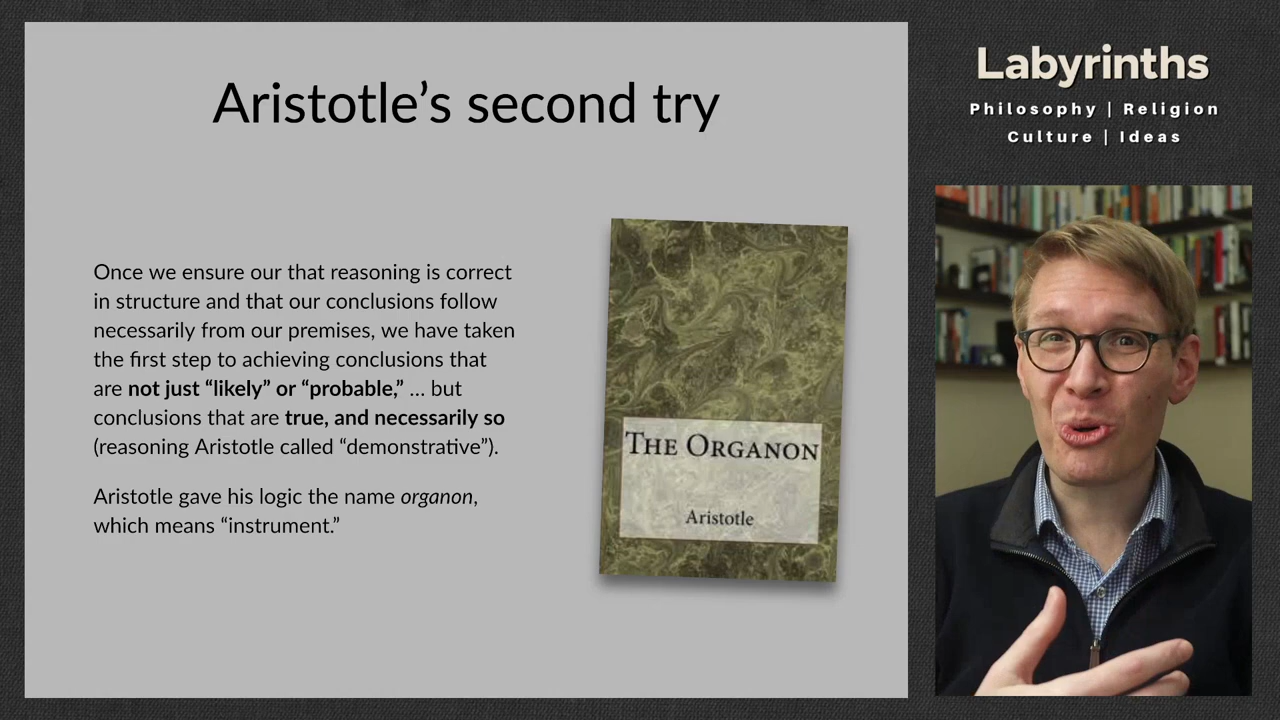 Aristotle’s second try
Once we ensure our that reasoning is correct
in structure and that our conclusions follow
necessarily from our premises, we have taken
the first step to achieving conclusions that
are not just “likely” or “probable,” ... but
conclusions that are true, and necessarily so
(reasoning Aristotle called “demonstrative”).
Aristotle gave his logic the name organon,
which means “instrument.”
THE ORGANON
Aristotle
Labyrinths
Philosophy | Religion
Culture | Ideas